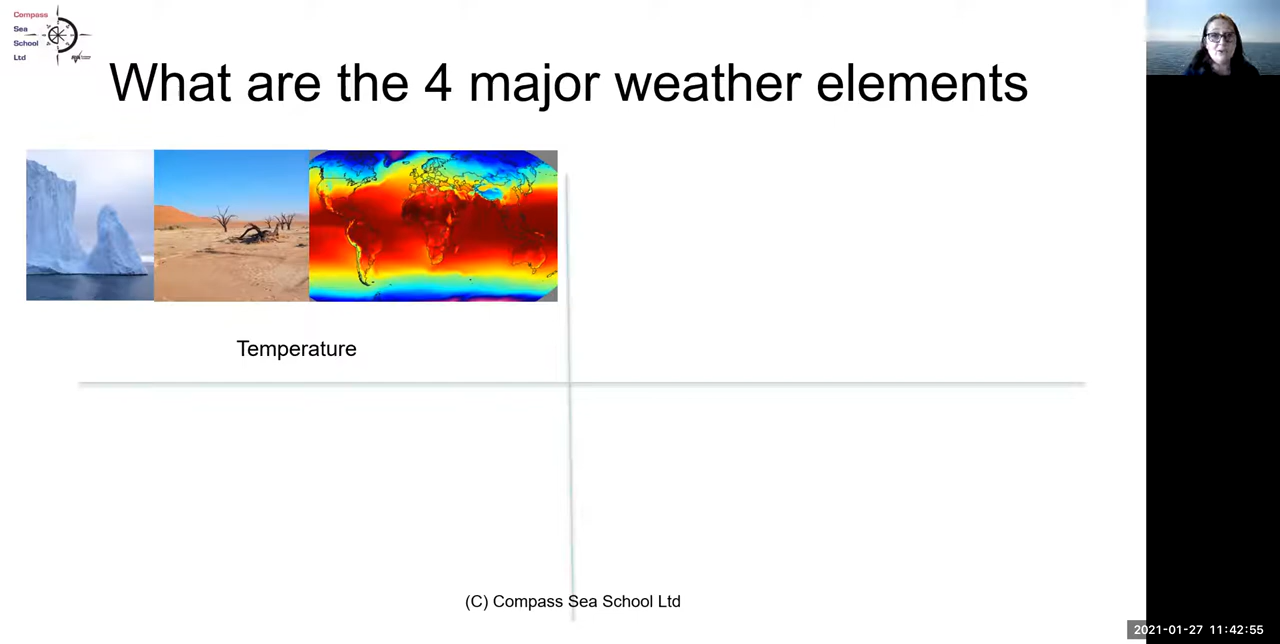 Compass
Sea
School
Ltd
What are the 4 major weather elements
Temperature
(C) Compass Sea School Ltd
2021-01-27 11:42:55